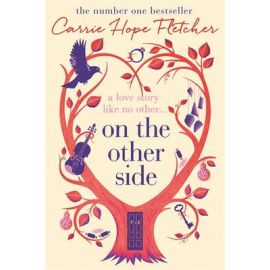 the number one bestseller
Carrie Hope Fletcher
a love story
like no other...
on the
other
side